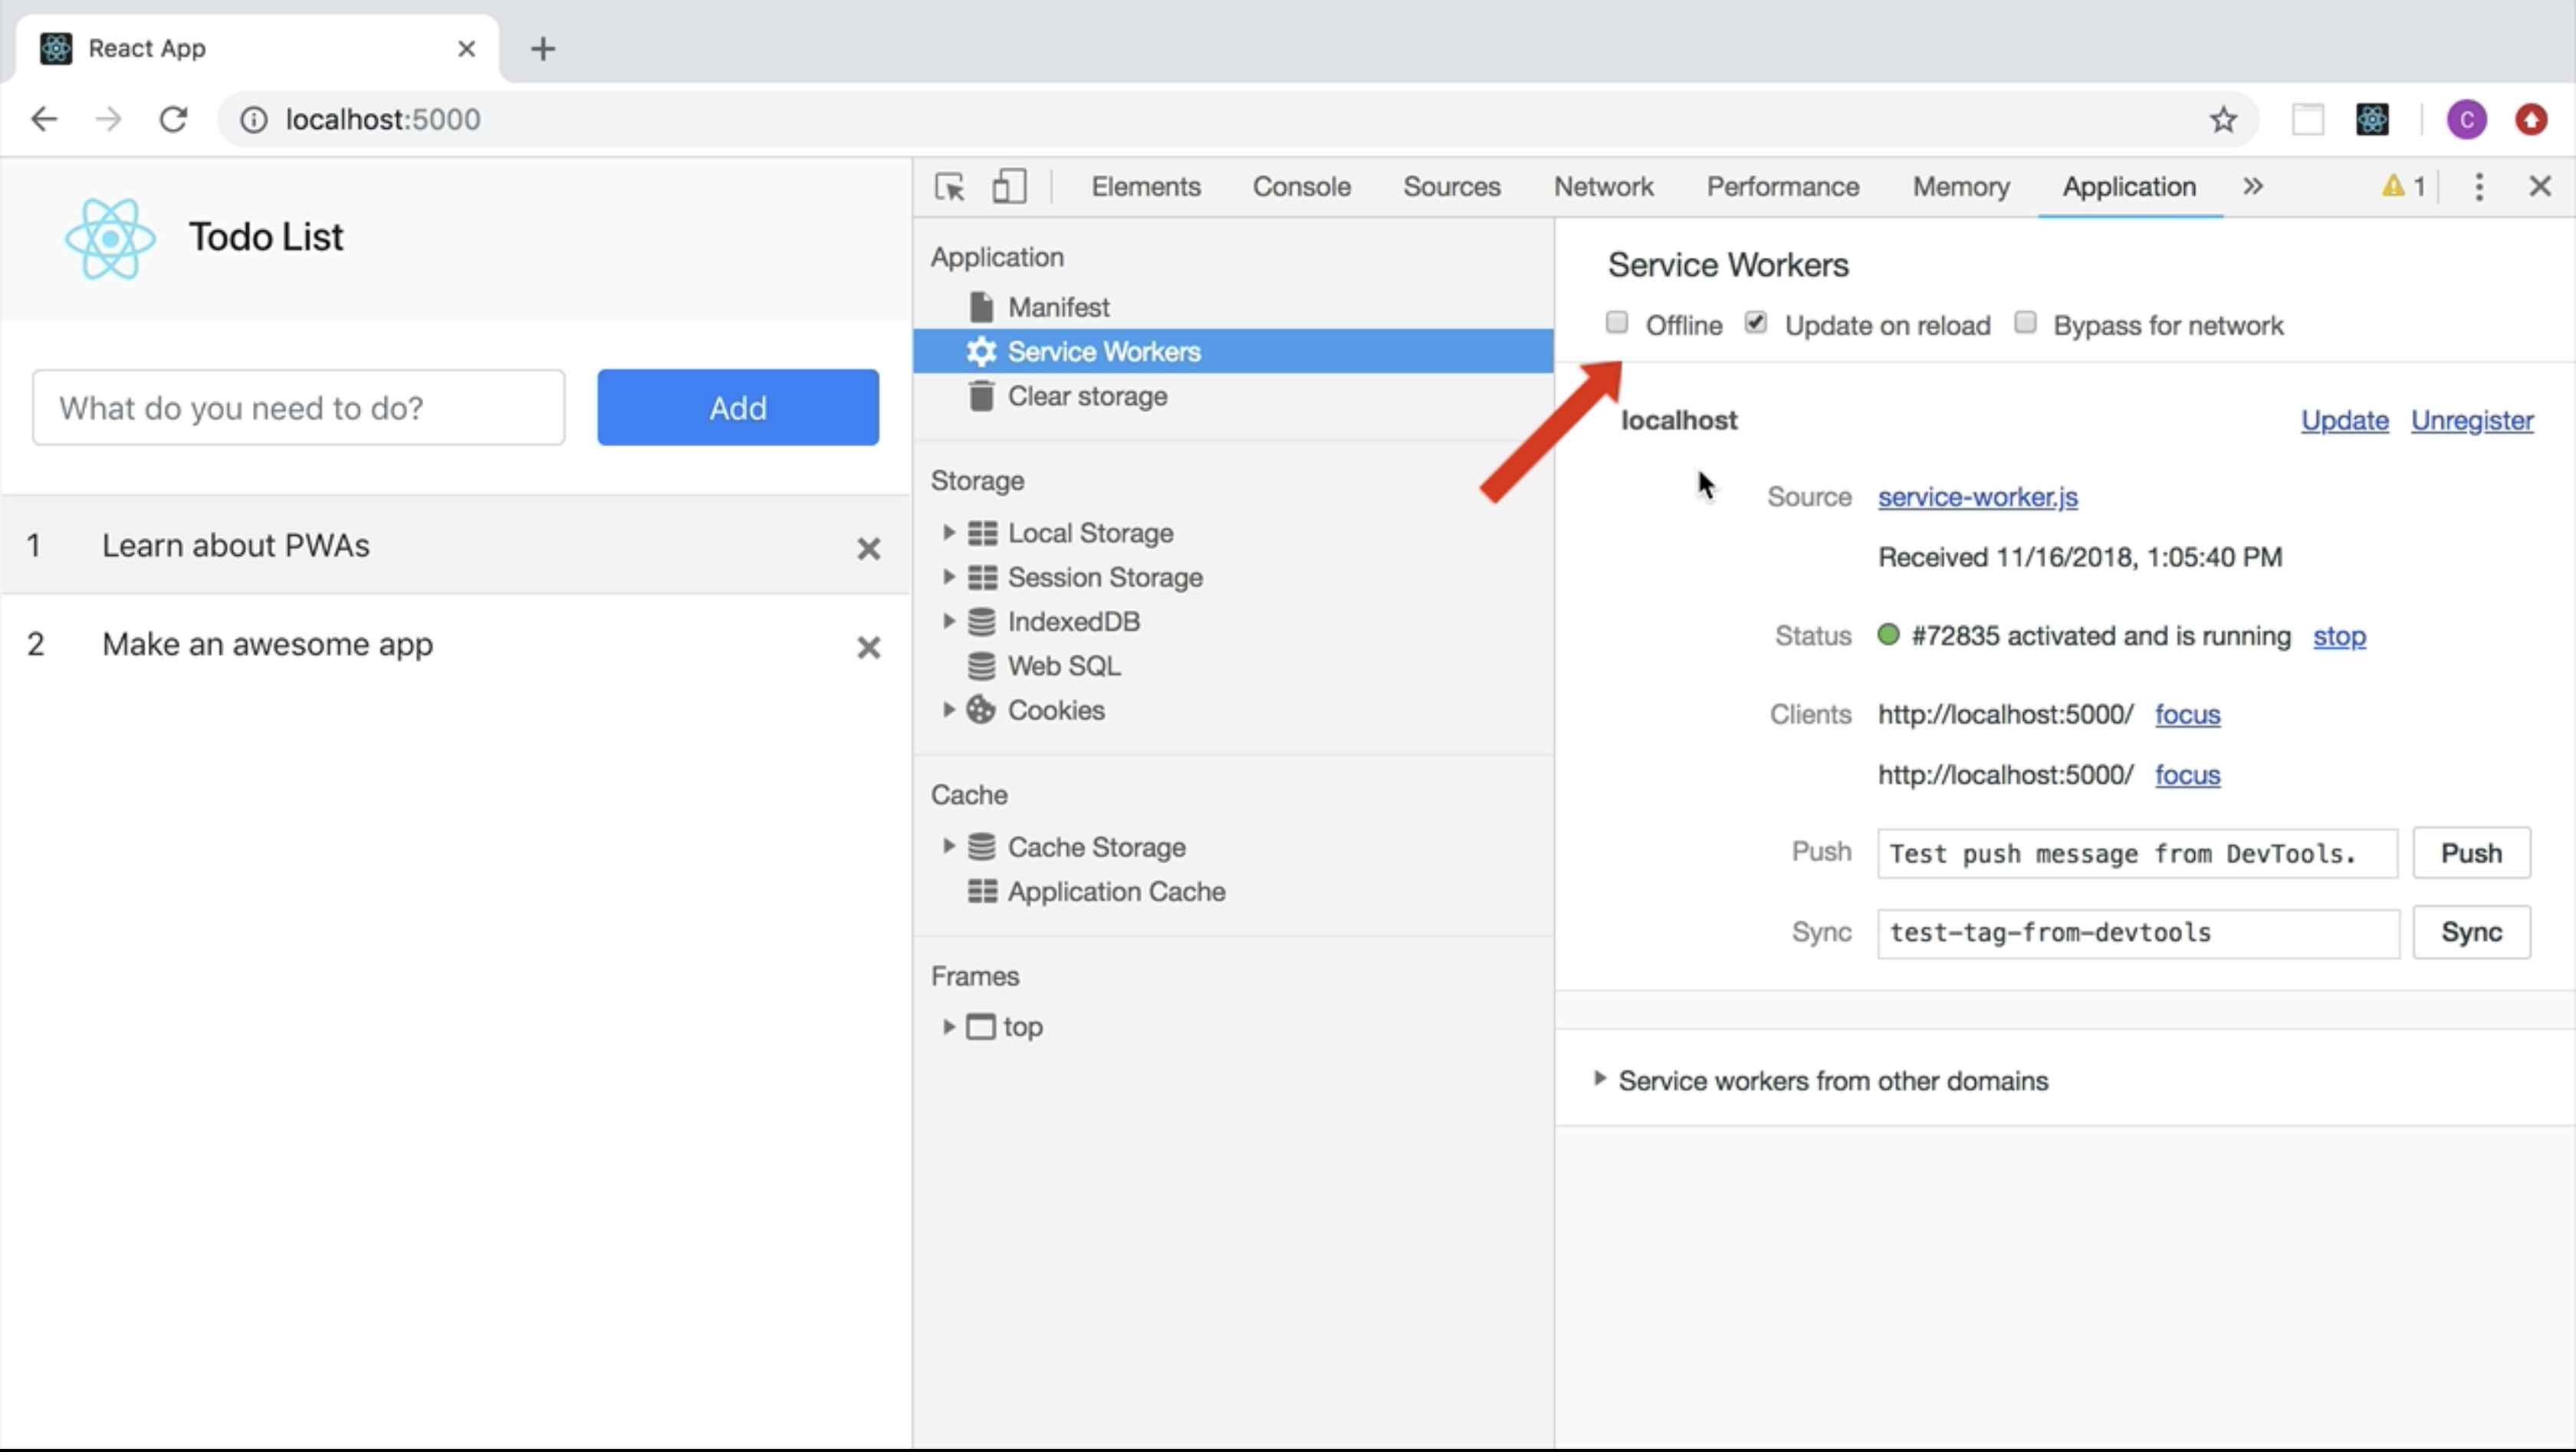 React App
localhost:5000
C
Todo List
What do you need to do?
Add
1 Learn about PWAs
2 Make an awesome app
Elements Console Sources Network Performance Memory Application » 1
Application
Manifest
Service Workers
Clear storage
Storage
Local Storage
Session Storage
IndexedDB
Web SQL
Cookies
Cache
Cache Storage
Application Cache
Frames
top
Service Workers
Offline Update on reload Bypass for network
localhost Update Unregister
Source service-worker.js
Received 11/16/2018, 1:05:40 PM
Status #72835 activated and is running stop
Clients http://localhost:5000/ focus
http://localhost:5000/ focus
Push Test push message from DevTools. Push
Sync test-tag-from-devtools Sync
Service workers from other domains